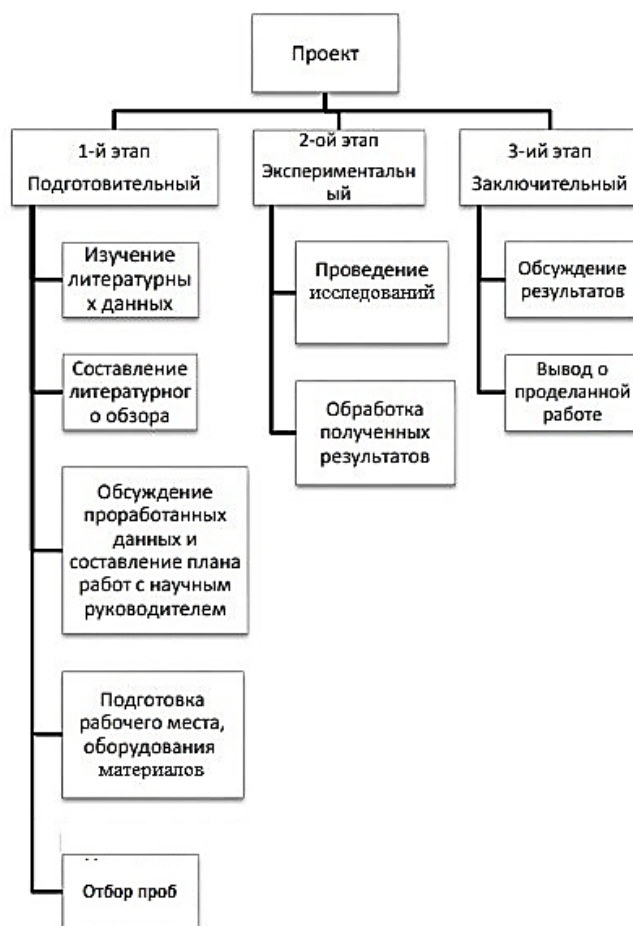 Проект
1-й этап
Подготовительный
Изучение
литературны
х данных
Составление
литературног
о обзора
Обсуждение
проработанных
данных и
составление плана
работ с научным
руководителем
Подготовка
рабочего места,
оборудования
материалов
Отбор проб
2-ой этап
Экспериментальн
ый
Проведение
исследований
Обработка
полученных
результатов
3-ий этап
Заключительный
Обсуждение
результатов
Вывод о
проделанной
работе